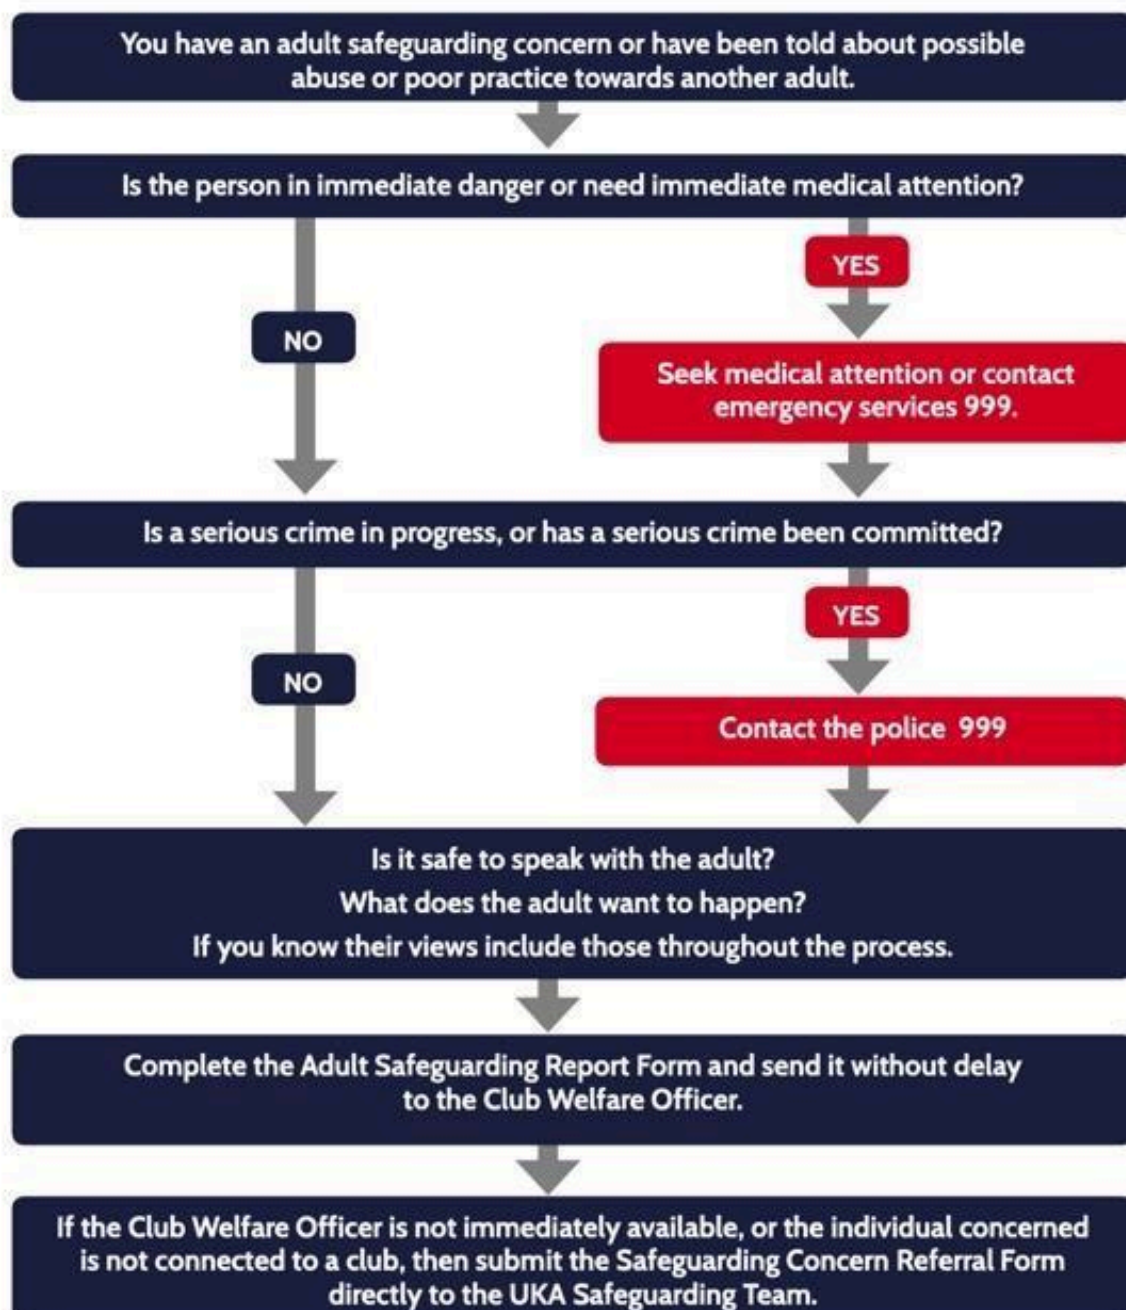 You have an adult safeguarding concern or have been told about possible
abuse or poor practice towards another adult.
Is the person in immediate danger or need immediate medical attention?
YES
NO
Seek medical attention or contact
emergency services 999.
Is a serious crime in progress, or has a serious crime been committed?
YES
NO
Contact the police 999
Is it safe to speak with the adult?
What does the adult want to happen?
If you know their views include those throughout the process.
Complete the Adult Safeguarding Report Form and send it without delay
to the Club Welfare Officer.
If the Club Welfare Officer is not immediately available, or the individual concerned
is not connected to a club, then submit the Safeguarding Concern Referral Form
directly to the UKA Safeguarding Team.